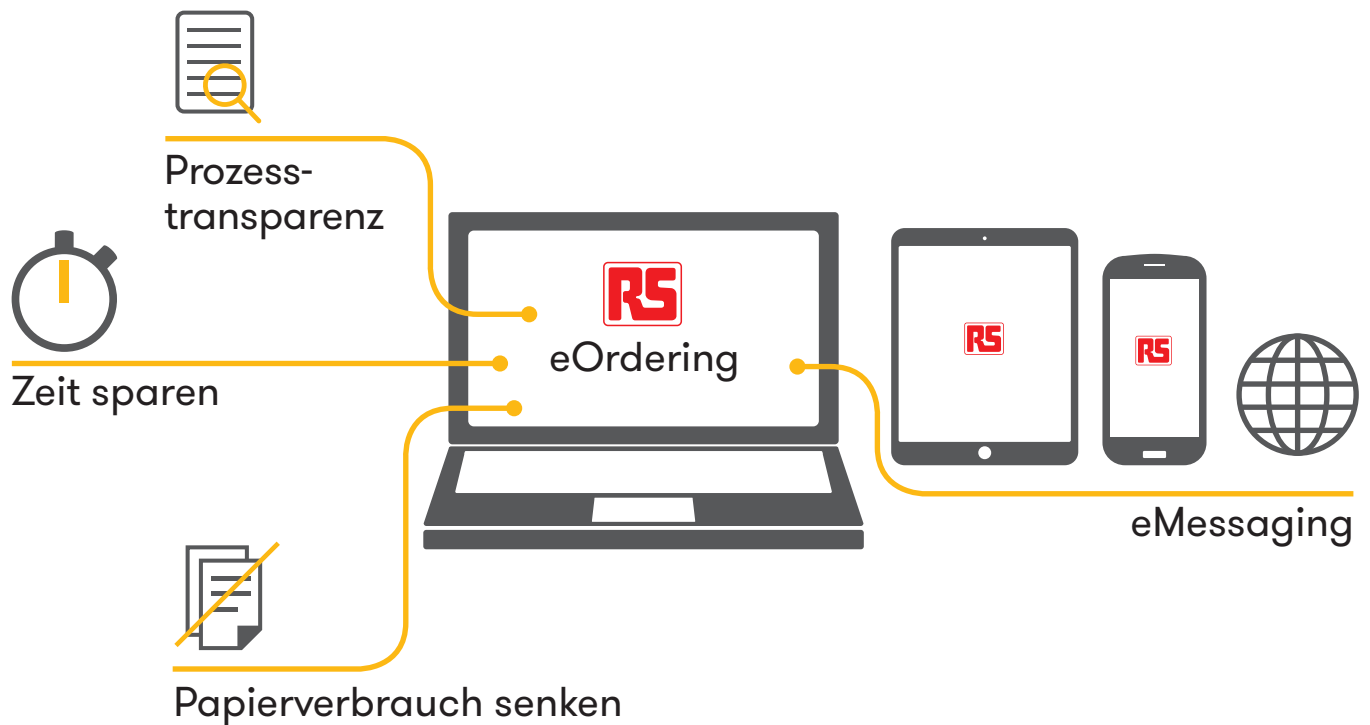 Prozess-
transparenz
Zeit sparen
RS
eOrdering
RS
RS
eMessaging
Papierverbrauch senken